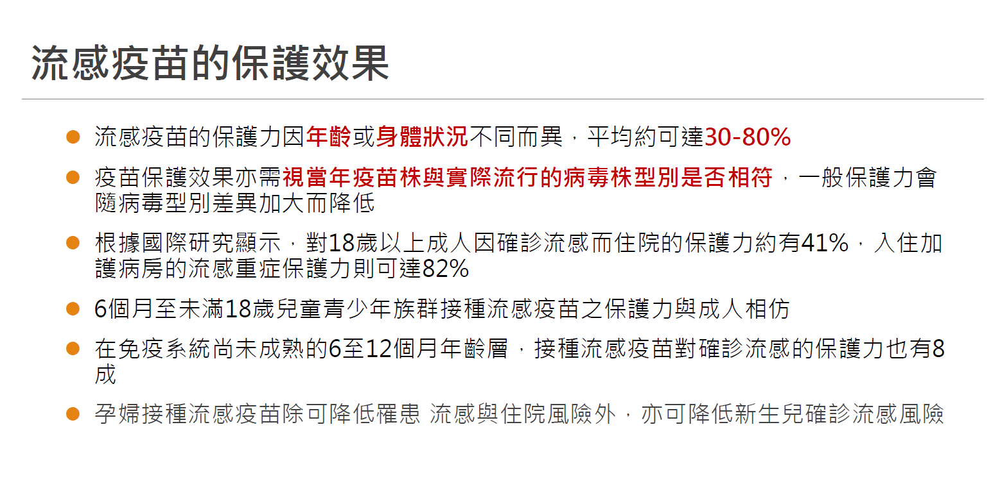 流感疫苗的保護效果
流感疫苗的保護力因年齡或身體狀況不同而異，平均約可達30-80%
疫苗保護效果亦需視當年疫苗株與實際流行的病毒株型別是否相符，一般保護力會
隨病毒型別差異加大而降低
根據國際研究顯示，對18歲以上成人因確診流感而住院的保護力約有41%，入住加
護病房的流感重症保護力則可達82%
6個月至未滿18歲兒童青少年族群接種流感疫苗之保護力與成人相仿
在免疫系統尚未成熟的6至12個月年齡層，接種流感疫苗對確診流感的保護力也有8
成
孕婦接種流感疫苗除可降低罹患 流感與住院風險外，亦可降低新生兒確診流感風險